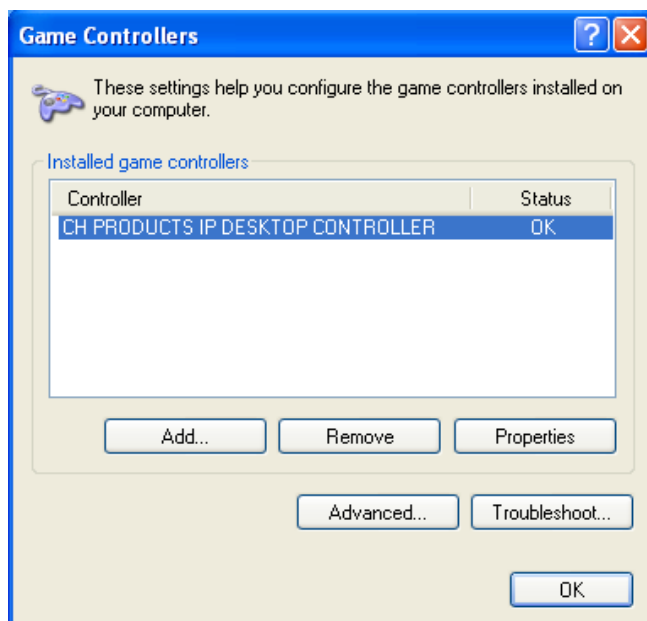 Game Controllers
These settings help you configure the game controllers installed on
your computer.
Installed game controllers
Controller Status
CH PRODUCTS IP DESKTOP CONTROLLER OK
Add... Remove Properties
Advanced... Troubleshoot...
OK